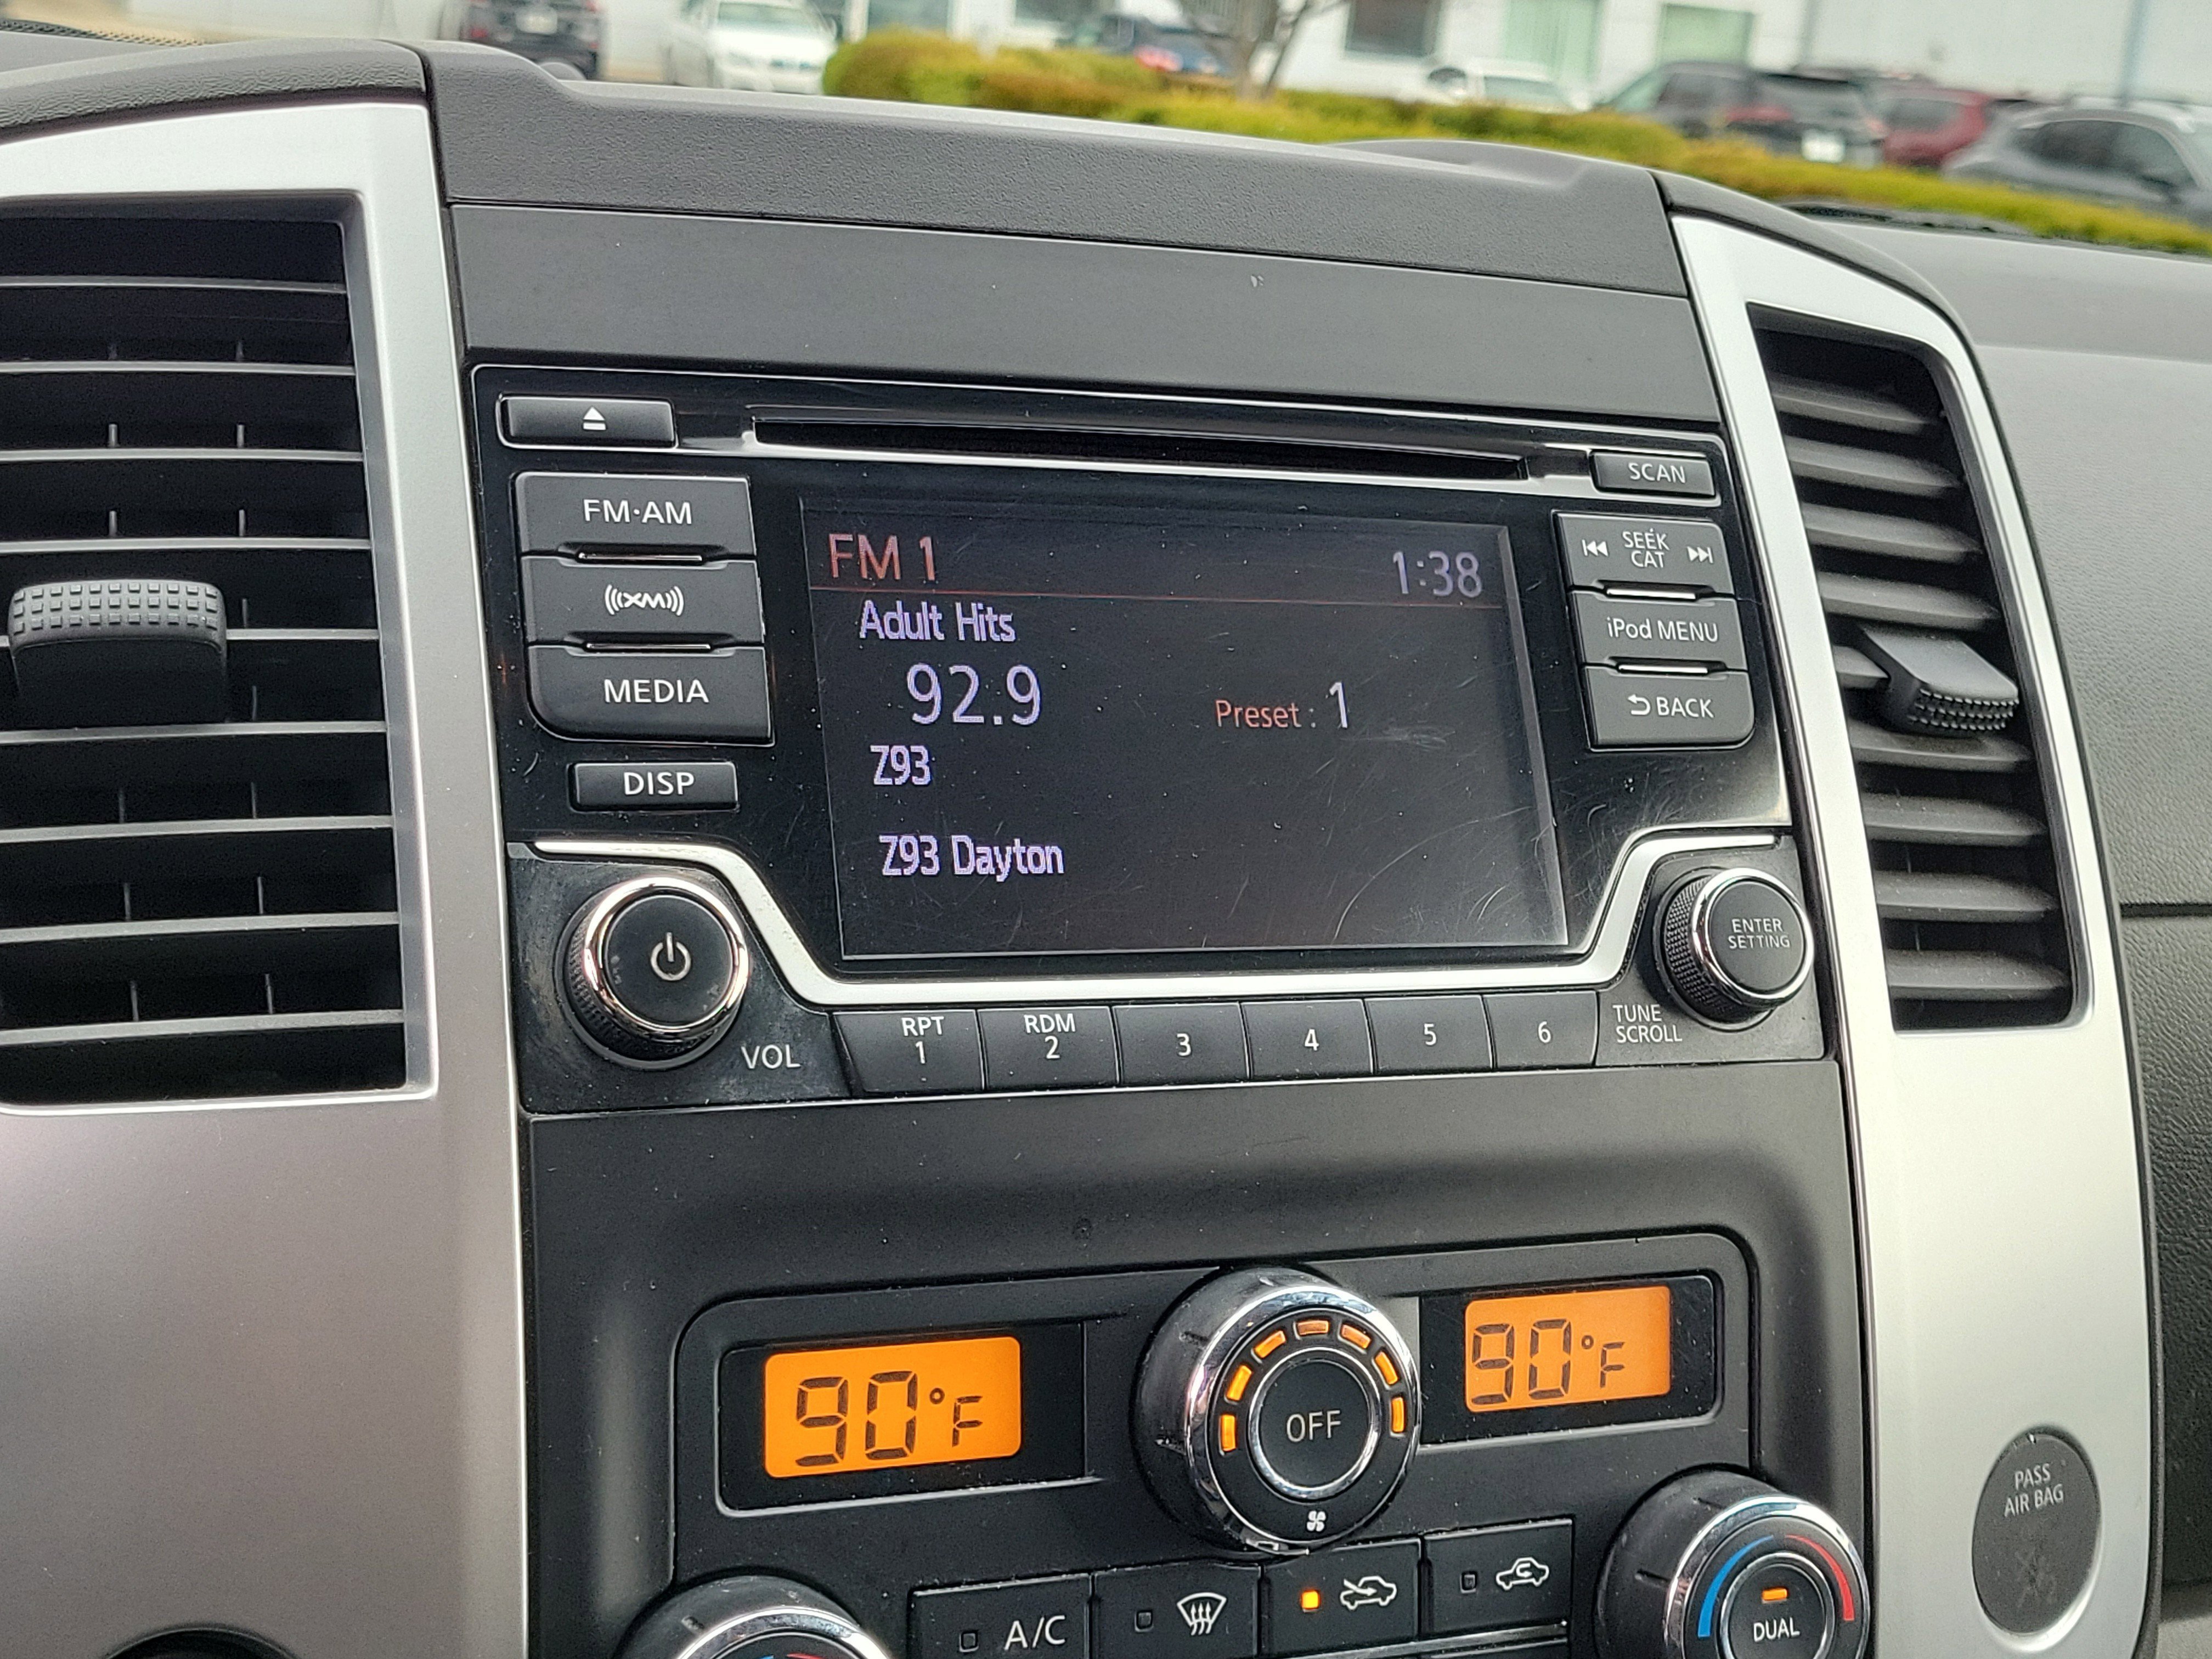 SCAN
FM·AM
SEEK
CAT
XM
iPod MENU
MEDIA
BACK
DISP
FM 1
1:38
Adult Hits
92.9
Preset : 1
Z93
Z93 Dayton
ENTER
SETTING
VOL
RPT
1
RDM
2
3
4
5
6
TUNE
SCROLL
90°F
OFF
90°F
PASS
AIR BAG
A/C
DUAL